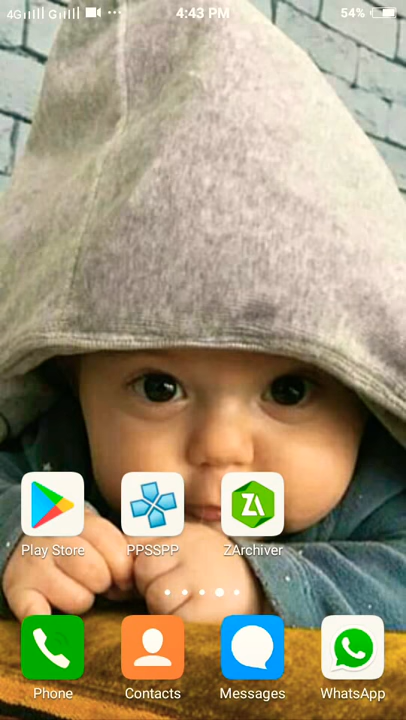 4G G 4:43 PM 54%
Play Store PPSSPP ZArchiver
Phone Contacts Messages WhatsApp